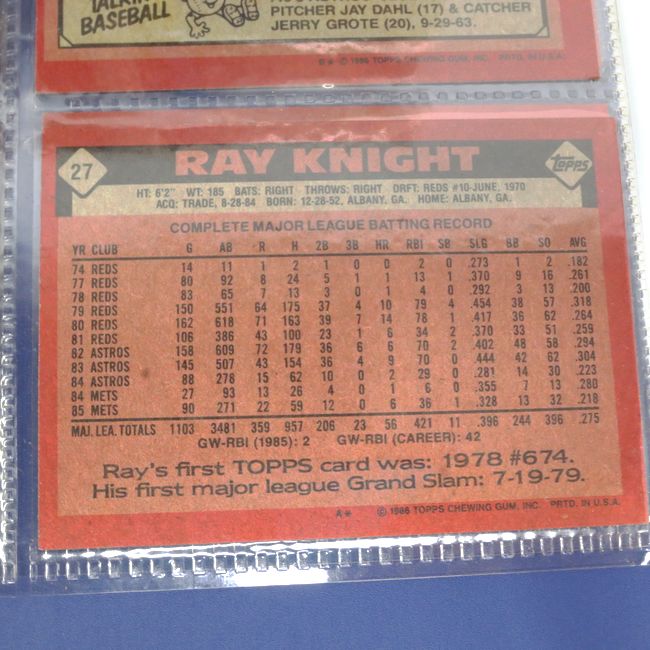 TALKIN'
BASEBALL
PITCHER JAY DAHL (17) & CATCHER
JERRY GROTE (20), 9-29-63.
© 1986 TOPPS CHEWING GUM, INC. PRTD. IN U.S.A.
27
RAY KNIGHT
Topps
HT: 6'2" WT: 185 BATS: RIGHT THROWS: RIGHT DRFT: REDS #10-JUNE, 1970
ACQ: TRADE, 8-28-84 BORN: 12-28-52, ALBANY, GA. HOME: ALBANY, GA.
COMPLETE MAJOR LEAGUE BATTING RECORD
YR CLUB G AB R H 2B 3B HR RBI SB SLG BB SO AVG
74 REDS 14 11 1 2 1 0 0 2 0 .273 1 2 .182
77 REDS 80 92 8 24 5 1 1 13 1 .370 9 16 .261
78 REDS 83 65 7 13 3 0 1 4 0 .292 3 13 .200
79 REDS 150 551 64 175 37 4 10 79 4 .454 38 57 .318
80 REDS 162 618 71 163 39 7 14 78 1 .417 36 62 .264
81 REDS 106 386 43 100 23 1 6 34 2 .370 33 51 .259
82 ASTROS 158 609 72 179 36 6 6 70 2 .402 48 58 .294
83 ASTROS 145 507 43 154 36 4 9 70 0 .444 42 62 .304
84 ASTROS 88 278 15 62 10 0 2 29 0 .281 14 30 .223
84 METS 27 93 13 26 4 0 1 6 0 .355 7 13 .280
85 METS 90 271 22 59 12 0 6 36 1 .328 13 32 .218
MAJ. LEA. TOTALS 1103 3481 359 957 206 23 56 421 11 .396 244 396 .275
GW-RBI (1985): 2 GW-RBI (CAREER): 42
Ray's first TOPPS card was: 1978 #674.
His first major league Grand Slam: 7-19-79.
A* © 1986 TOPPS CHEWING GUM, INC. PRTD. IN U.S.A.